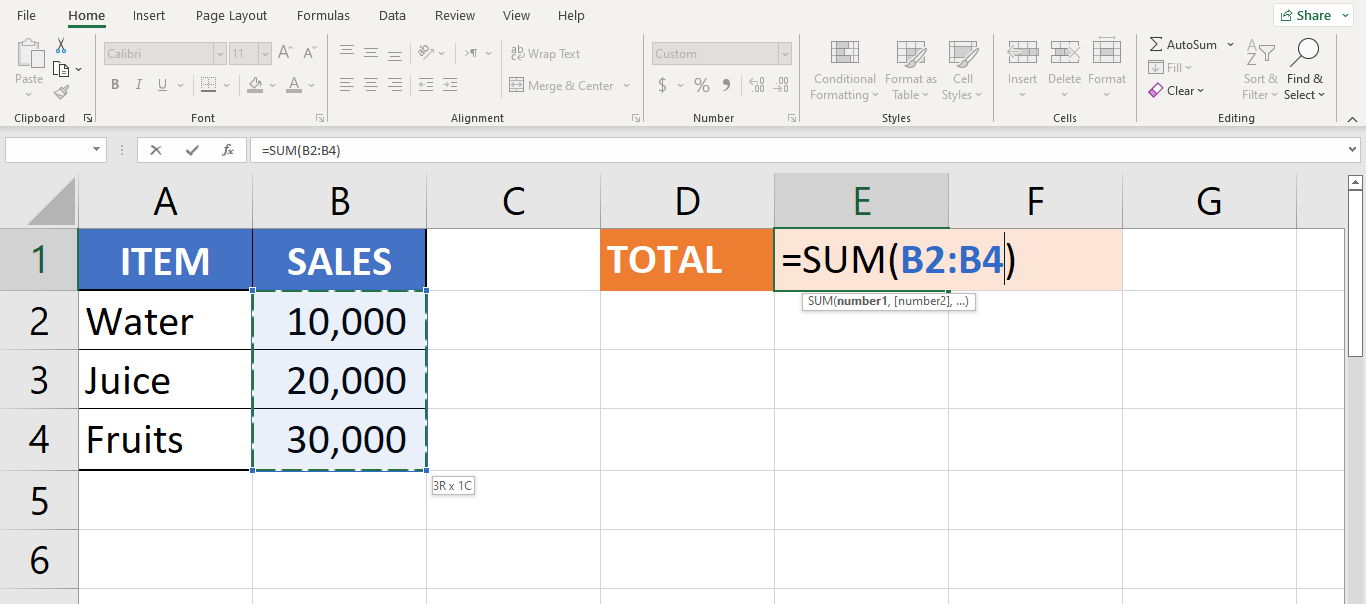 File Home Insert Page Layout Formulas Data Review View Help Share
Calibri 11 A^ A˅ ab Wrap Text Custom AutoSum
Paste Conditional Formatting Format as Table Cell Styles Insert Delete Format Fill Sort & Filter Find & Select
B I U A Merge & Center $ % , .00 Clear
Clipboard Font Alignment Number Styles Cells Editing
fx =SUM(B2:B4)
A B C D E F G
1 ITEM SALES TOTAL =SUM(B2:B4)
SUM(number1, [number2], ...)
2 Water 10,000
3 Juice 20,000
4 Fruits 30,000
3R x 1C
5
6